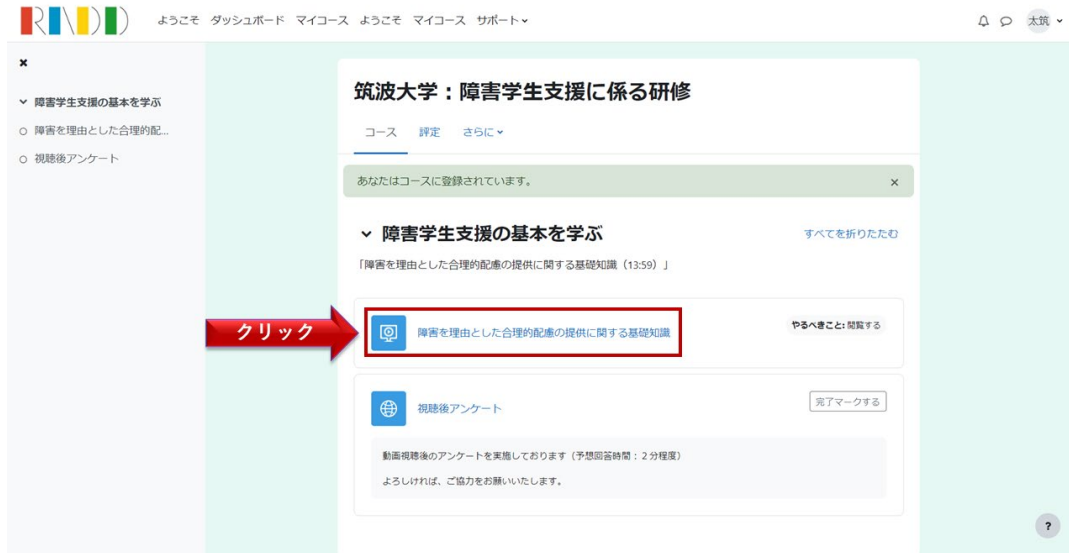 RADD
ようこそ ダッシュボード マイコース ようこそ マイコース サポート
太筑
障害学生支援の基本を学ぶ
障害を理由とした合理的配...
視聴後アンケート
筑波大学：障害学生支援に係る研修
コース 評定 さらに
あなたはコースに登録されています。 ×
障害学生支援の基本を学ぶ
すべてを折りたたむ
「障害を理由とした合理的配慮の提供に関する基礎知識（13:59）」
クリック
障害を理由とした合理的配慮の提供に関する基礎知識
やるべきこと: 閲覧する
視聴後アンケート
完了マークする
動画視聴後のアンケートを実施しております（予想回答時間：２分程度）
よろしければ、ご協力をお願いいたします。
?